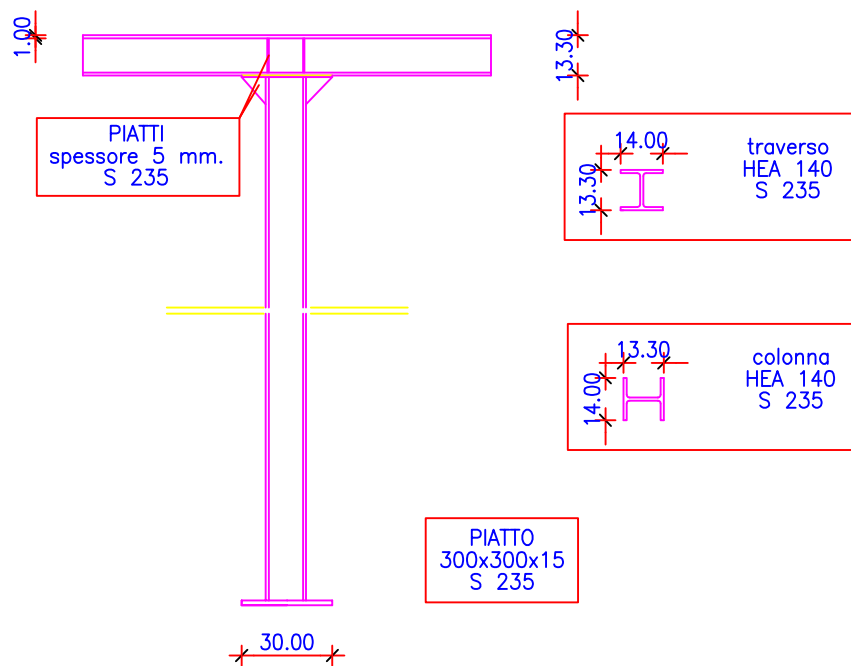 1.00
13.30
PIATTI
spessore 5 mm.
S 235
14.00
13.30
traverso
HEA 140
S 235
13.30
14.00
colonna
HEA 140
S 235
PIATTO
300x300x15
S 235
30.00